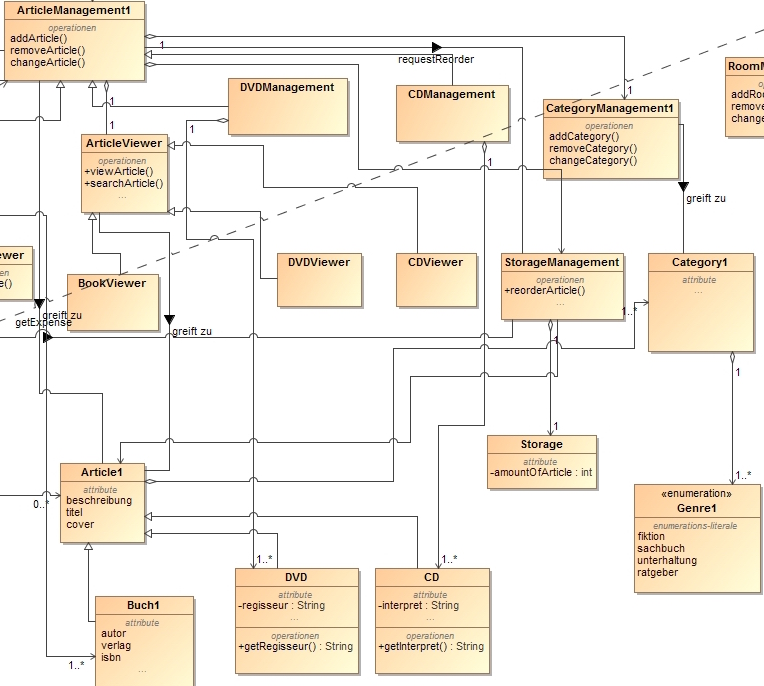 ArticleManagement1
operationen
addArticle()
removeArticle()
changeArticle()
1
requestReorder
DVDManagement
1
CDManagement
1
1
CategoryManagement1
operationen
addCategory()
removeCategory()
changeCategory()
RoomM
addRoo
remove
change
ArticleViewer
operationen
+viewArticle()
+searchArticle()
...
1
1
greift zu
ewer
en
e()
BookViewer
DVDViewer
CDViewer
StorageManagement
operationen
+reorderArticle()
...
Category1
attribute
...
1..*
greift zu
getExpense
greift zu
1
1
1
Storage
attribute
-amountOfArticle : int
1..*
«enumeration»
Genre1
enumerations-literale
fiktion
sachbuch
unterhaltung
ratgeber
Article1
attribute
beschreibung
titel
cover
0..*
1..*
DVD
attribute
-regisseur : String
...
operationen
+getRegisseur() : String
1..*
CD
attribute
-interpret : String
...
operationen
+getInterpret() : String
Buch1
attribute
autor
verlag
isbn
...
1..*